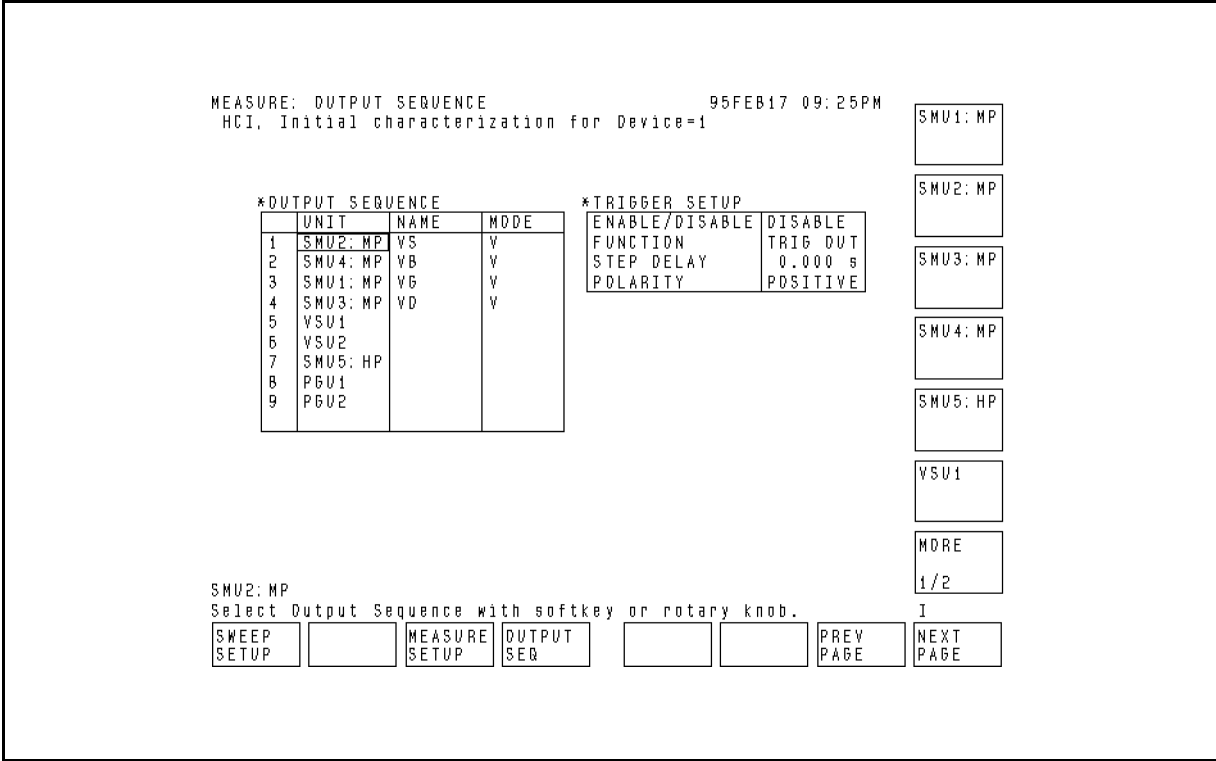 MEASURE: OUTPUT SEQUENCE 95FEB17 09:25PM
HCI, Initial characterization for Device=1
*OUTPUT SEQUENCE
UNIT NAME MODE
1 SMU2:MP VS V
2 SMU4:MP VB V
3 SMU1:MP VG V
4 SMU3:MP VD V
5 VSU1
6 VSU2
7 SMU5:HP
8 PGU1
9 PGU2
*TRIGGER SETUP
ENABLE/DISABLE DISABLE
FUNCTION TRIG OUT
STEP DELAY 0.000 s
POLARITY POSITIVE
SMU1:MP
SMU2:MP
SMU3:MP
SMU4:MP
SMU5:HP
VSU1
MORE
1/2
SMU2:MP
Select Output Sequence with softkey or rotary knob. I
SWEEP SETUP
MEASURE SETUP
OUTPUT SEQ
PREV PAGE
NEXT PAGE